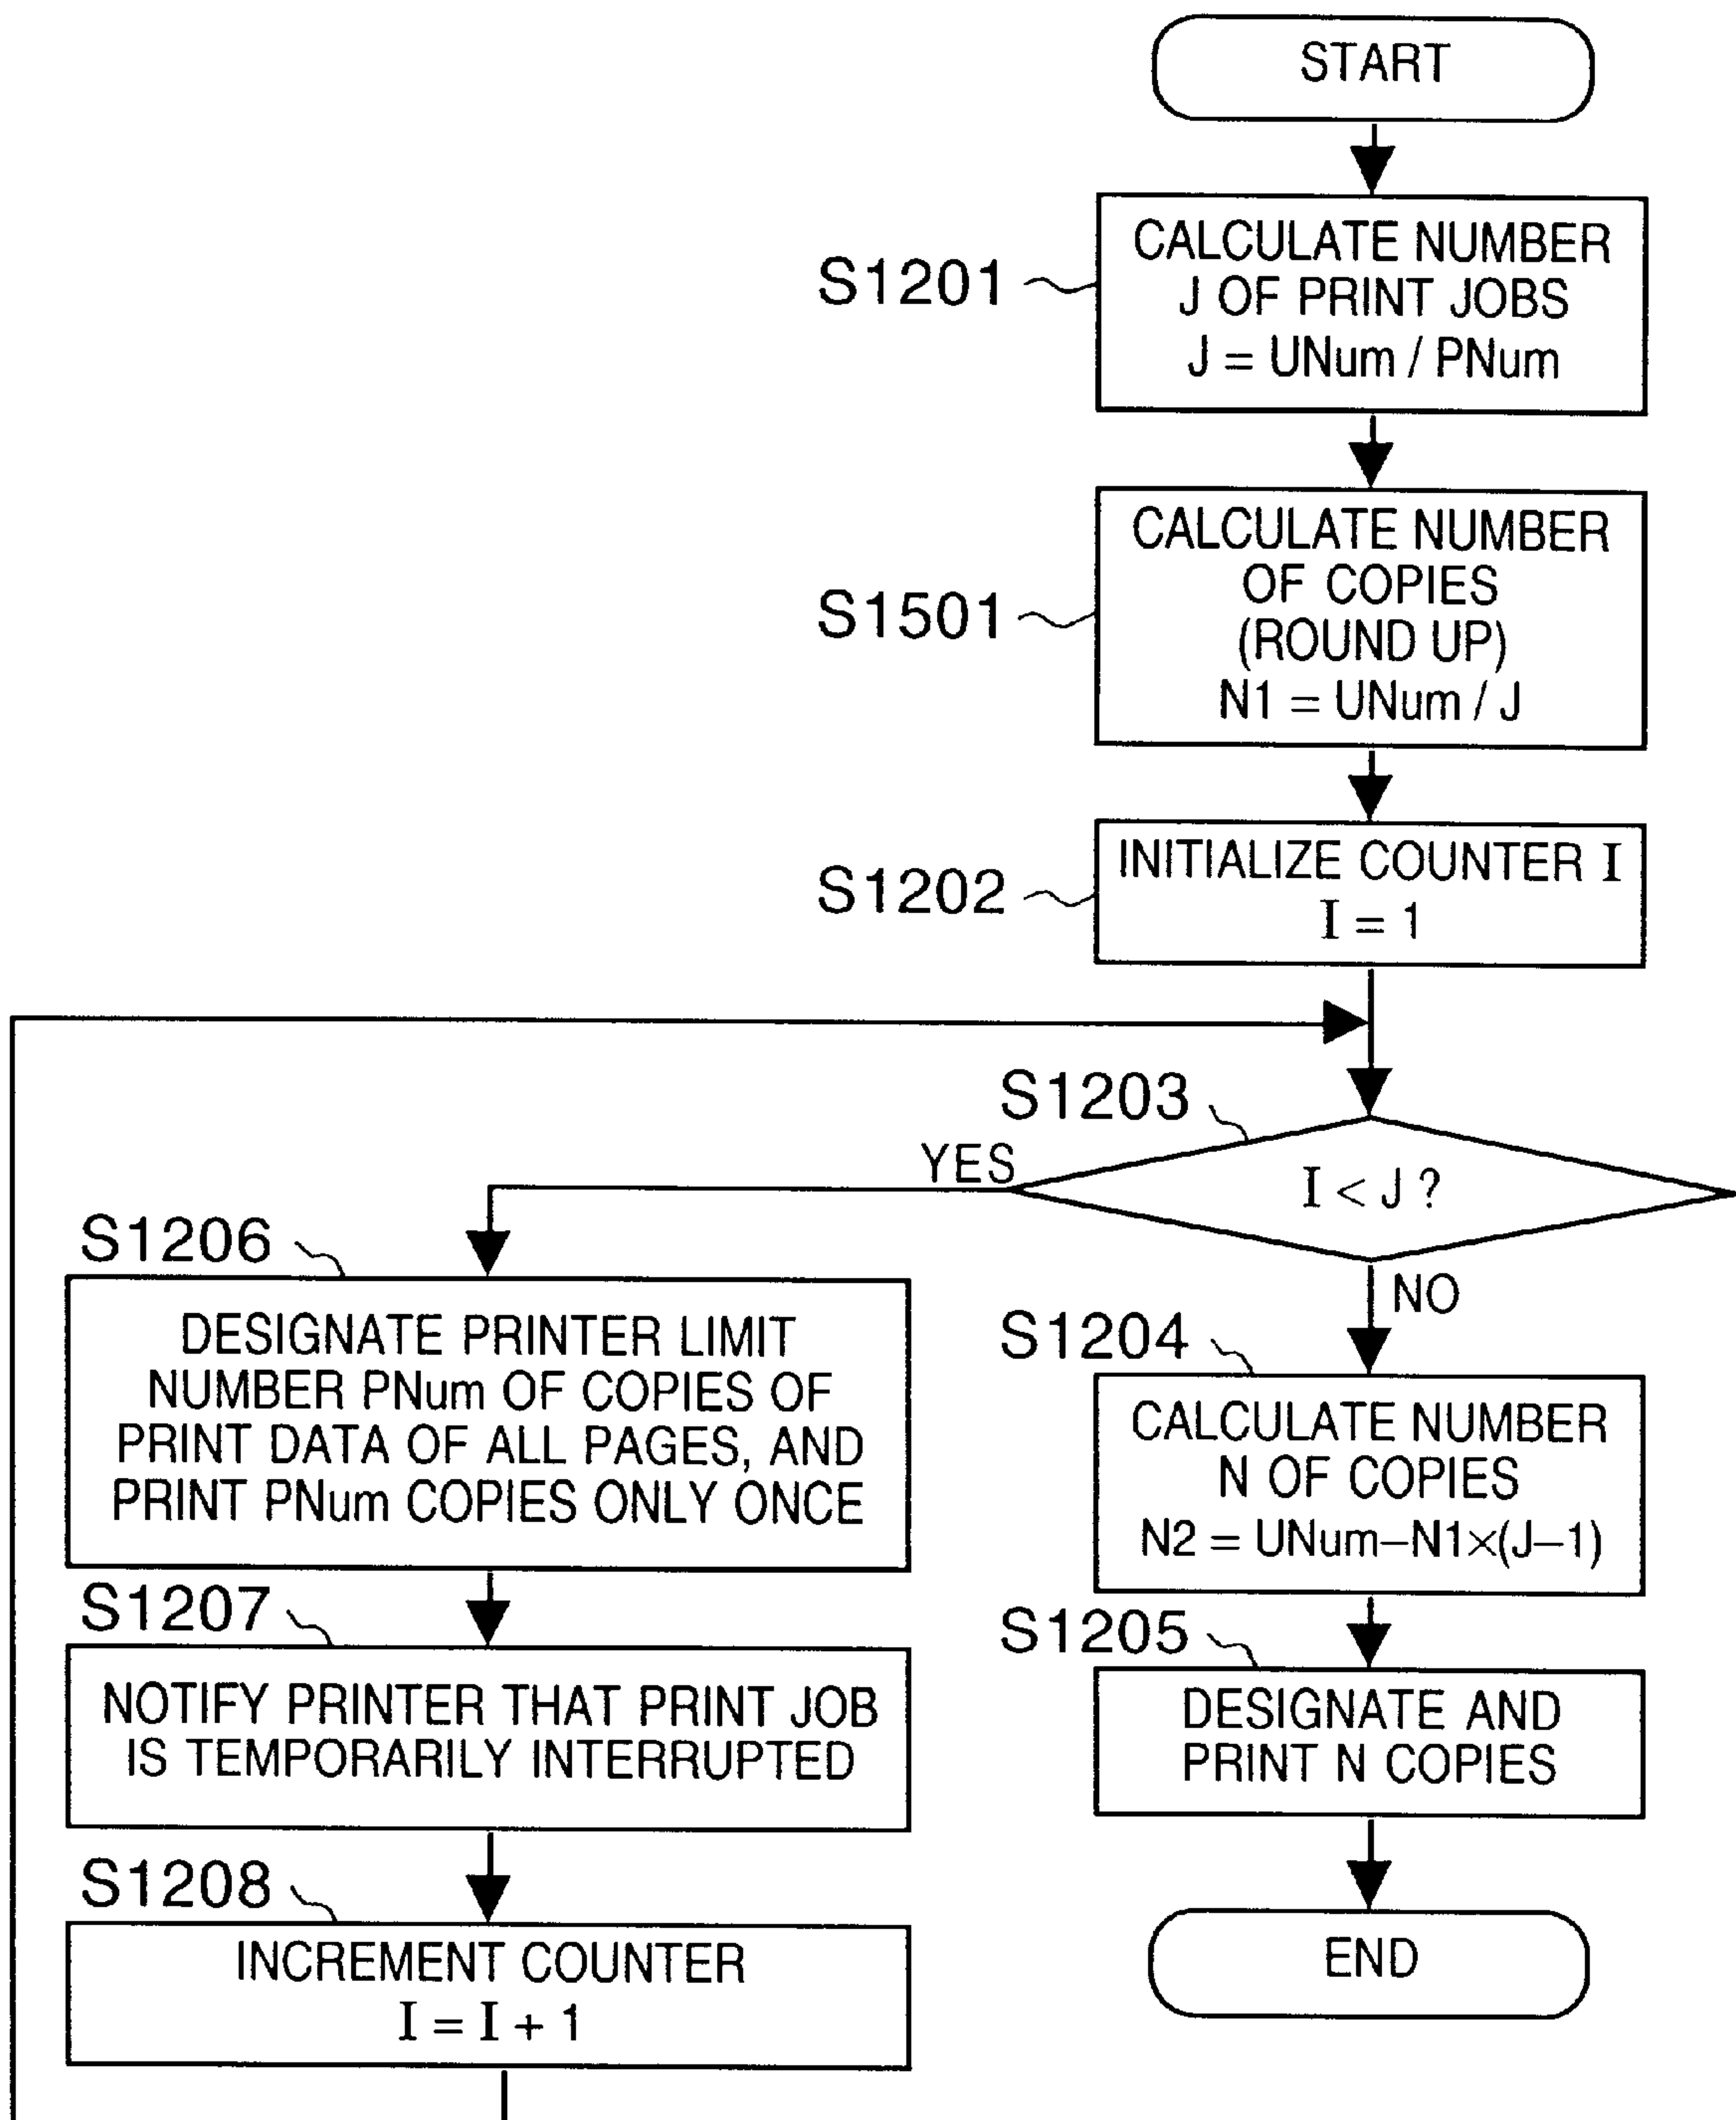 START
S1201
CALCULATE NUMBER
J OF PRINT JOBS
J = UNum / PNum
S1501
CALCULATE NUMBER
OF COPIES
(ROUND UP)
N1 = UNum / J
S1202
INITIALIZE COUNTER I
I = 1
S1203
I < J ?
YES
NO
S1206
DESIGNATE PRINTER LIMIT
NUMBER PNum OF COPIES OF
PRINT DATA OF ALL PAGES, AND
PRINT PNum COPIES ONLY ONCE
S1207
NOTIFY PRINTER THAT PRINT JOB
IS TEMPORARILY INTERRUPTED
S1208
INCREMENT COUNTER
I = I + 1
S1204
CALCULATE NUMBER
N OF COPIES
N2 = UNum–N1×(J–1)
S1205
DESIGNATE AND
PRINT N COPIES
END